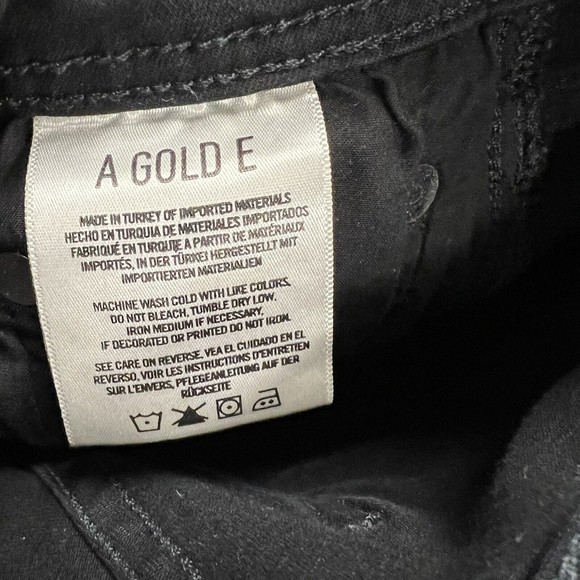 A GOLD E
MADE IN TURKEY OF IMPORTED MATERIALS
HECHO EN TURQUIA DE MATERIALES IMPORTADOS
FABRIQUÉ EN TURQUIE A PARTIR DE MATÉRIAUX
IMPORTÉS, IN DER TÜRKEI HERGESTELLT MIT
IMPORTIERTEN MATERIALIEN
MACHINE WASH COLD WITH LIKE COLORS,
DO NOT BLEACH, TUMBLE DRY LOW,
IRON MEDIUM IF NECESSARY,
IF DECORATED OR PRINTED DO NOT IRON.
SEE CARE ON REVERSE, VEA EL CUIDADO EN EL
REVERSO, VOIR LES INSTRUCTIONS D'ENTRETIEN
SUR L'ENVERS, PFLEGEANLEITUNG AUF DER
RÜCKSEITE